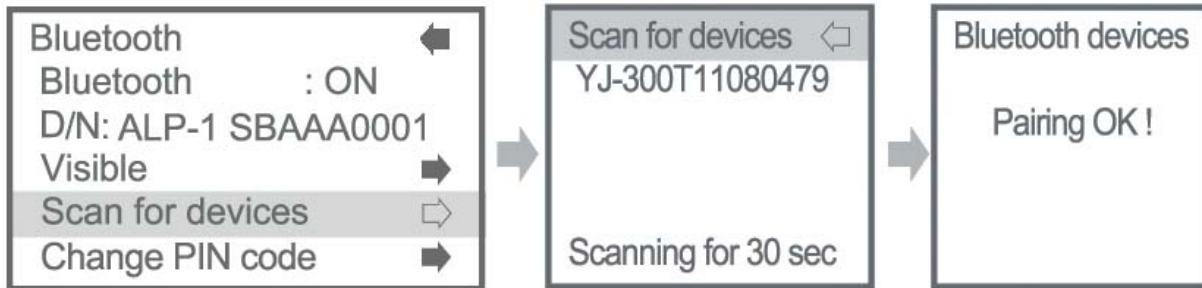 Bluetooth
Bluetooth : ON
D/N: ALP-1 SBAAA0001
Visible
Scan for devices
Change PIN code
Scan for devices
YJ-300T11080479
Scanning for 30 sec
Bluetooth devices
Pairing OK !